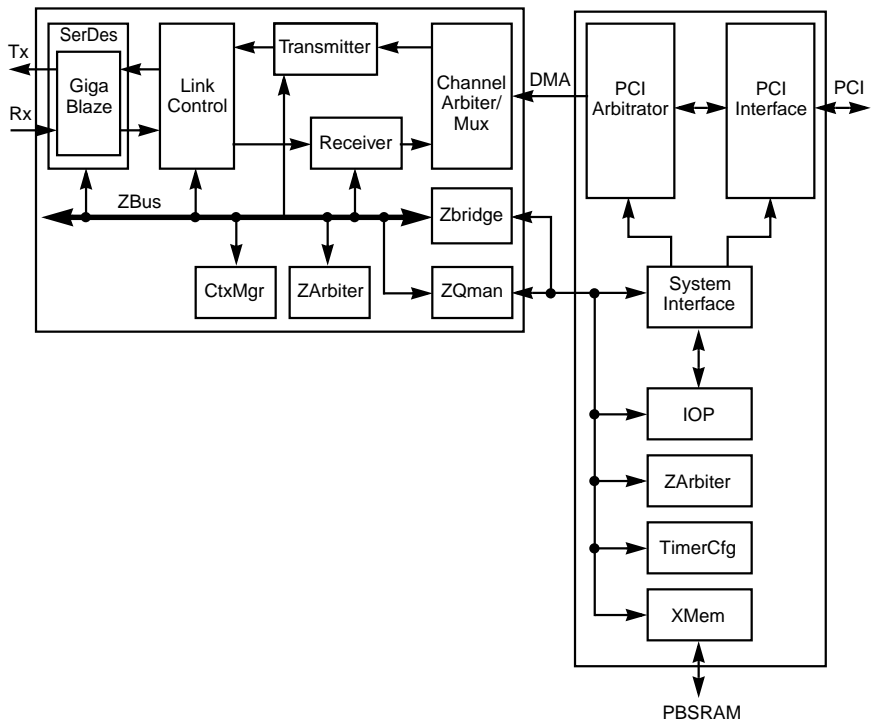 SerDes
Tx
Giga
Blaze
Rx
Link
Control
Transmitter
Receiver
Channel
Arbiter/
Mux
DMA
PCI
Arbitrator
PCI
Interface
PCI
ZBus
Zbridge
CtxMgr
ZArbiter
ZQman
System
Interface
IOP
ZArbiter
TimerCfg
XMem
PBSRAM